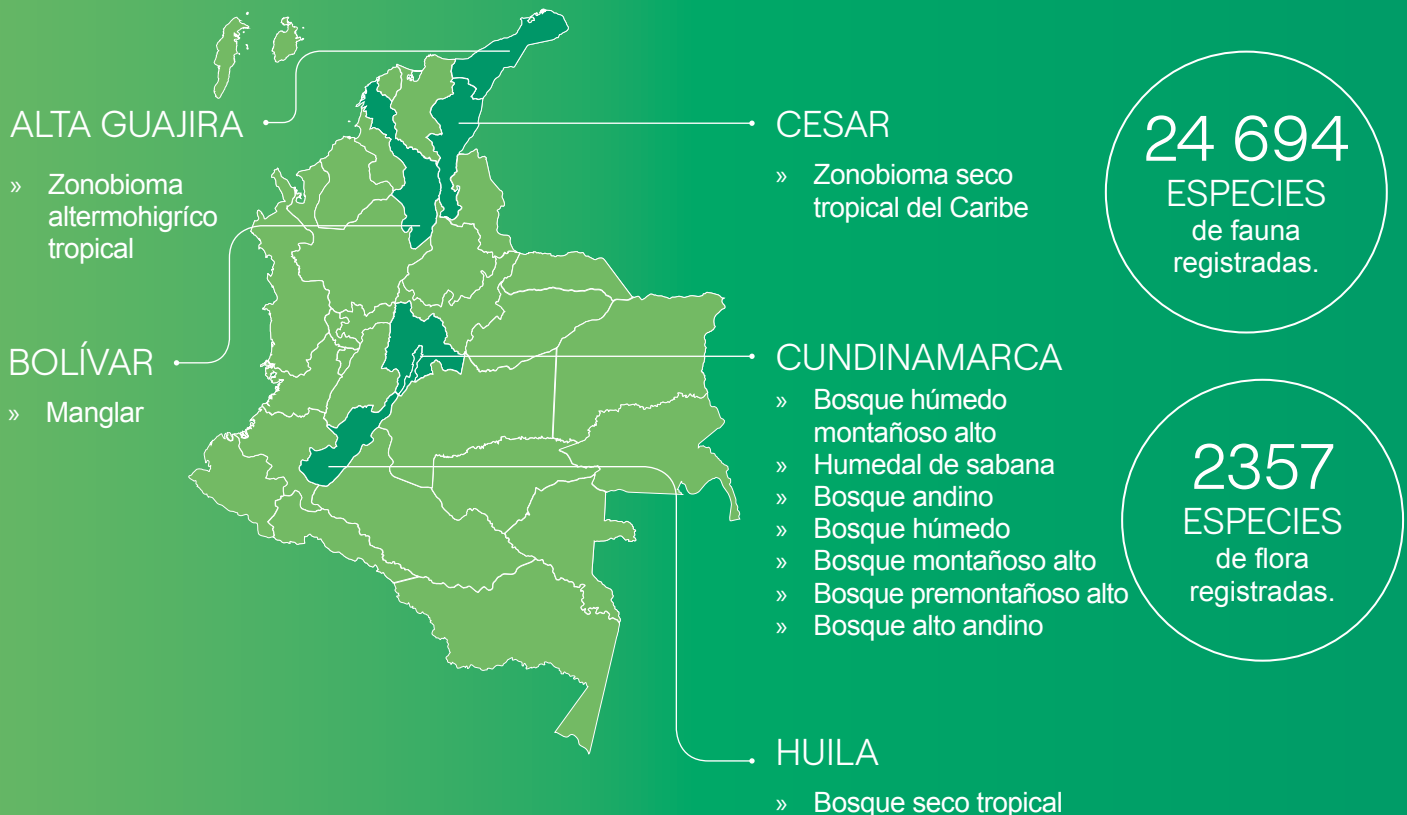 ALTA GUAJIRA
» Zonobioma
altermohigríco
tropical
BOLÍVAR
» Manglar
CESAR
» Zonobioma seco
tropical del Caribe
CUNDINAMARCA
» Bosque húmedo
montañoso alto
» Humedal de sabana
» Bosque andino
» Bosque húmedo
» Bosque montañoso alto
» Bosque premontañoso alto
» Bosque alto andino
HUILA
» Bosque seco tropical
24 694
ESPECIES
de fauna
registradas.
2357
ESPECIES
de flora
registradas.